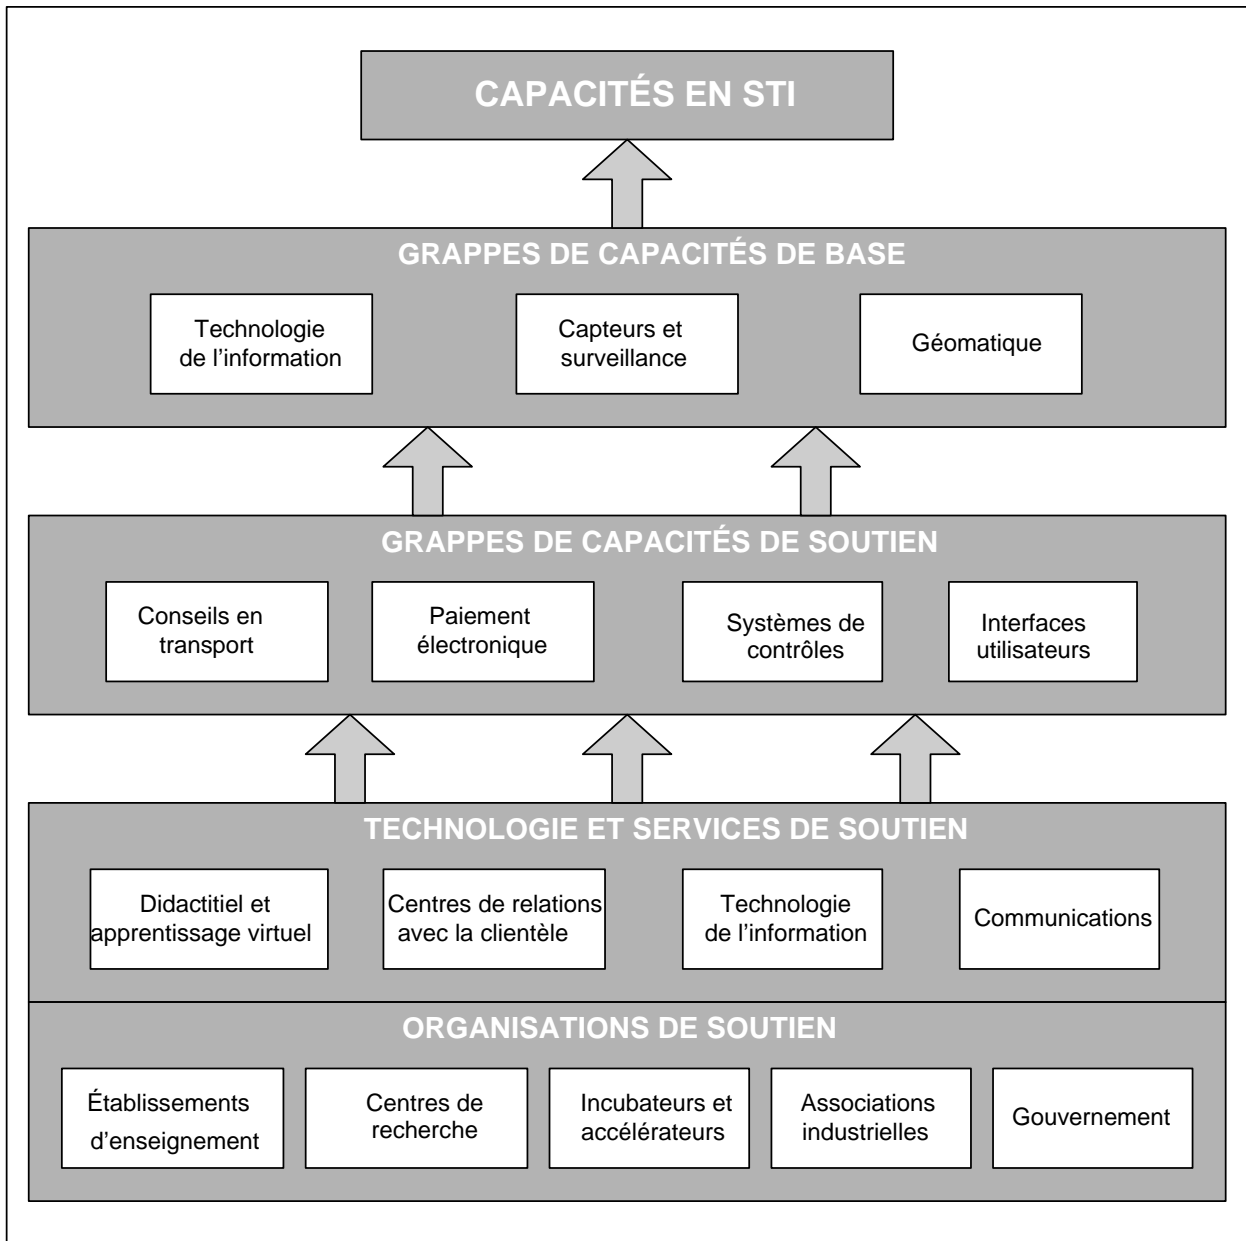 CAPACITÉS EN STI
GRAPPES DE CAPACITÉS DE BASE
Technologie
de l'information
Capteurs et
surveillance
Géomatique
GRAPPES DE CAPACITÉS DE SOUTIEN
Conseils en
transport
Paiement
électronique
Systèmes de
contrôles
Interfaces
utilisateurs
TECHNOLOGIE ET SERVICES DE SOUTIEN
Didactitiel et
apprentissage virtuel
Centres de relations
avec la clientèle
Technologie
de l'information
Communications
ORGANISATIONS DE SOUTIEN
Établissements
d'enseignement
Centres de
recherche
Incubateurs et
accélérateurs
Associations
industrielles
Gouvernement